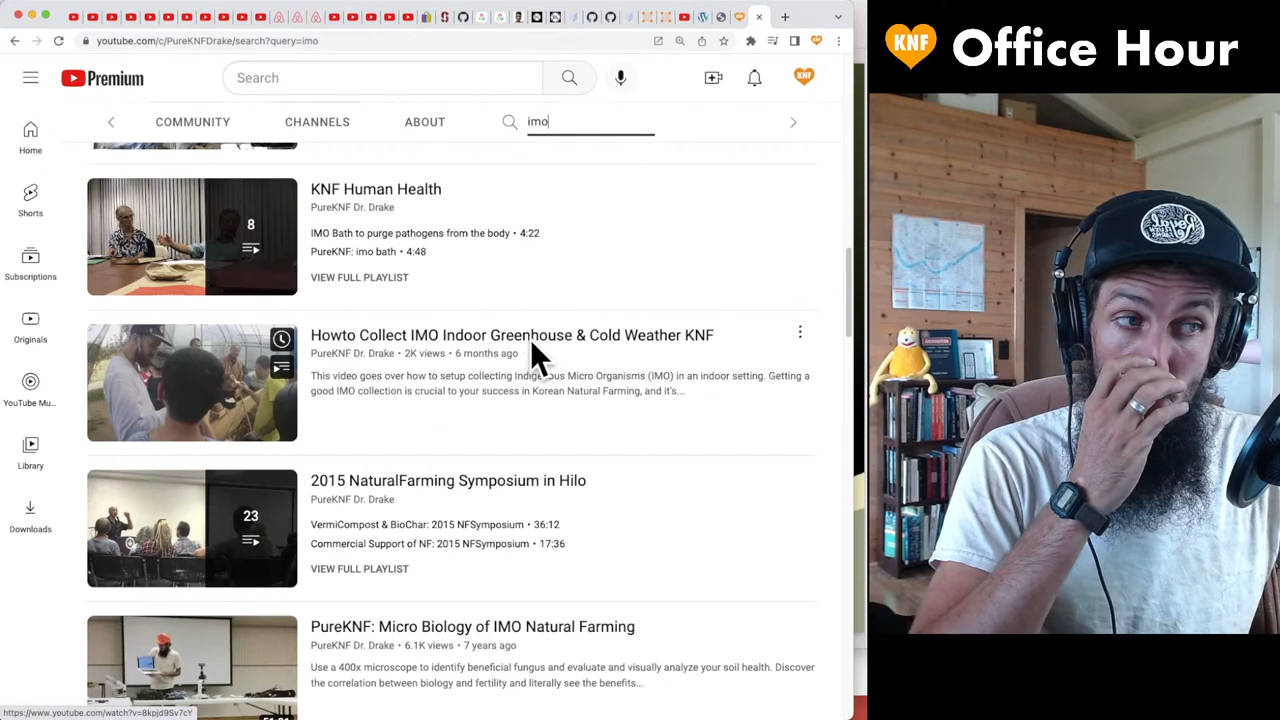 youtube.com/c/PureKNFDrake/search?query=imo
Premium
Search
COMMUNITY
CHANNELS
ABOUT
imo
Home
Shorts
Subscriptions
Originals
YouTube Mu...
Library
Downloads
8
KNF Human Health
PureKNF Dr. Drake
IMO Bath to purge pathogens from the body • 4:22
PureKNF: imo bath • 4:48
VIEW FULL PLAYLIST
Howto Collect IMO Indoor Greenhouse & Cold Weather KNF
PureKNF Dr. Drake • 2K views • 6 months ago
This video goes over how to setup collecting Micro Organisms (IMO) in an indoor setting. Getting a
good IMO collection is crucial to your success in Korean Natural Farming, and it's...
23
2015 NaturalFarming Symposium in Hilo
PureKNF Dr. Drake
VermiCompost & BioChar: 2015 NFSymposium • 36:12
Commercial Support of NF: 2015 NFSymposium • 17:36
VIEW FULL PLAYLIST
PureKNF: Micro Biology of IMO Natural Farming
PureKNF Dr. Drake • 6.1K views • 7 years ago
Use a 400x microscope to identify beneficial fungus and evaluate and visually analyze your soil health. Discover
the correlation between biology and fertility and literally see the benefits...
https://www.youtube.com/watch?v=8kpjd9Sv7cY
KNF
Office Hour